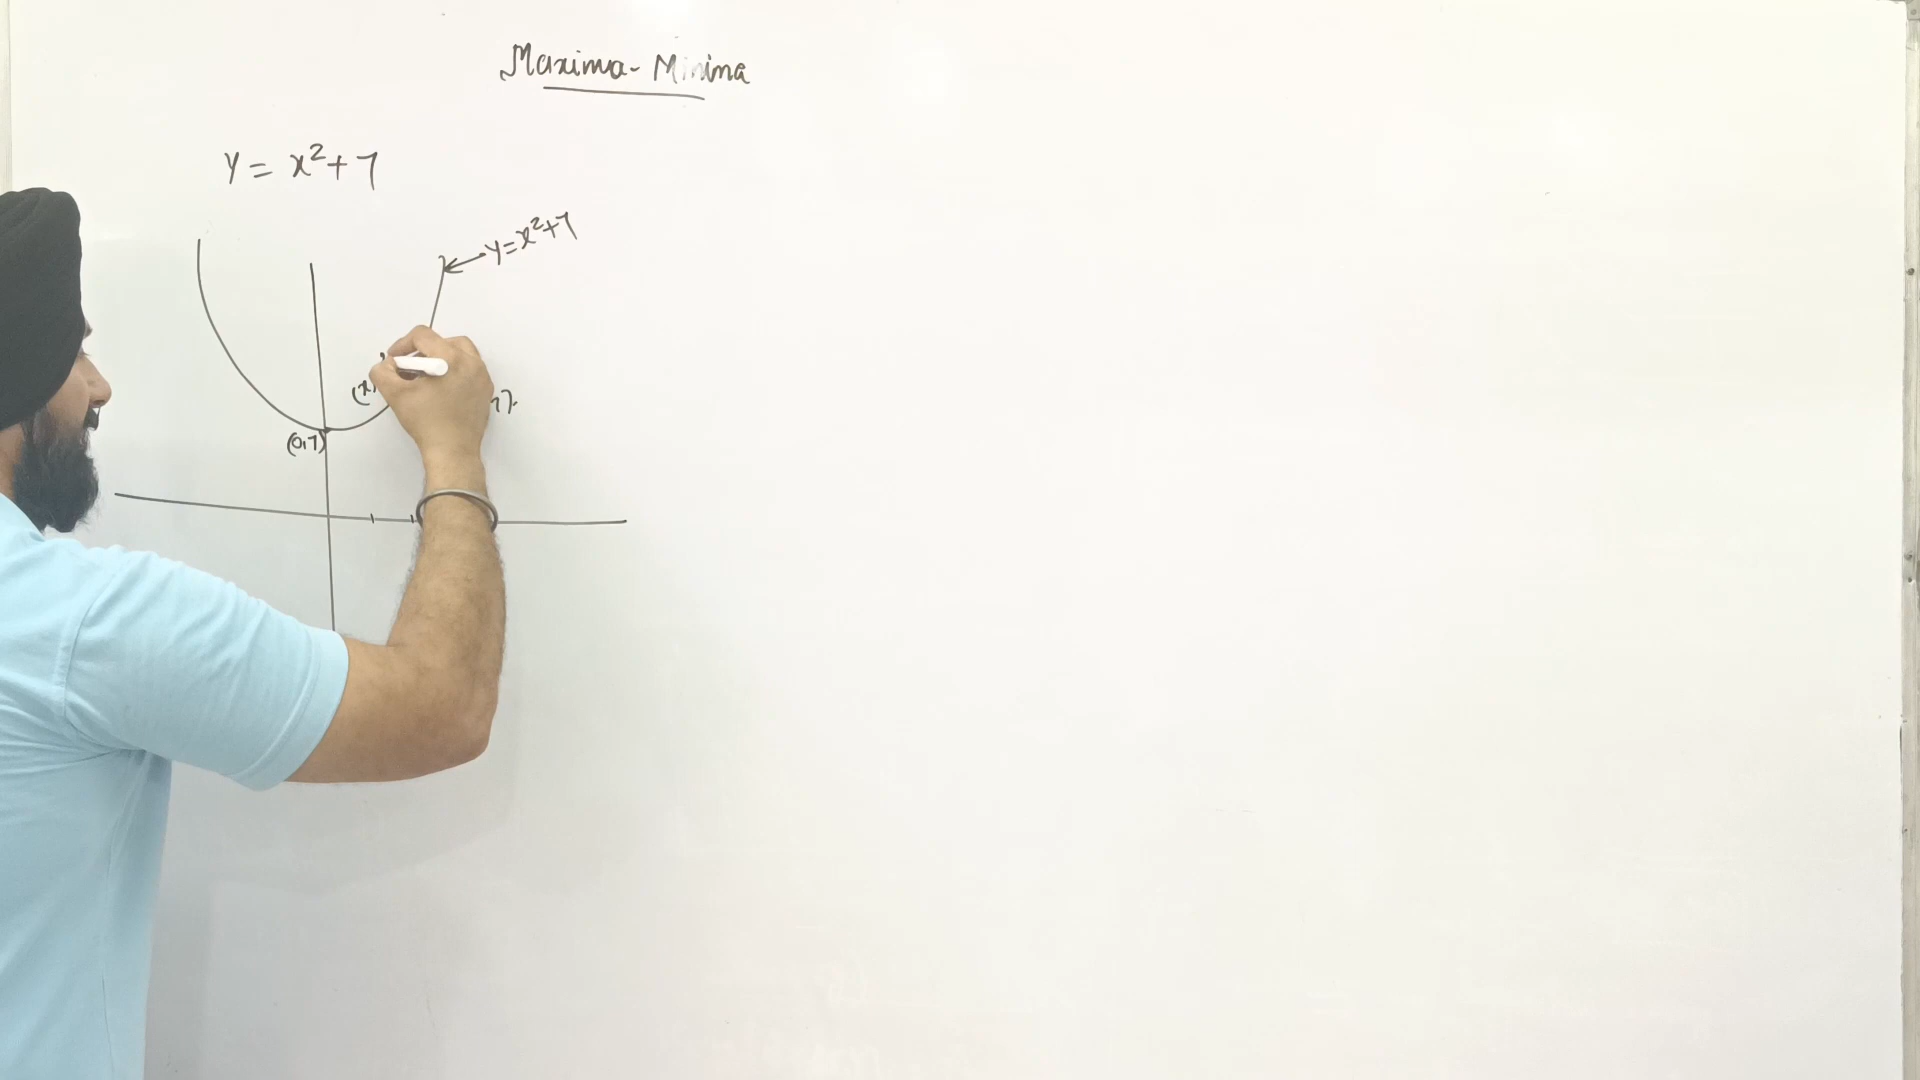 Maxima- Minima
y = x²+7
y=x²+7
(x,
(0,7)